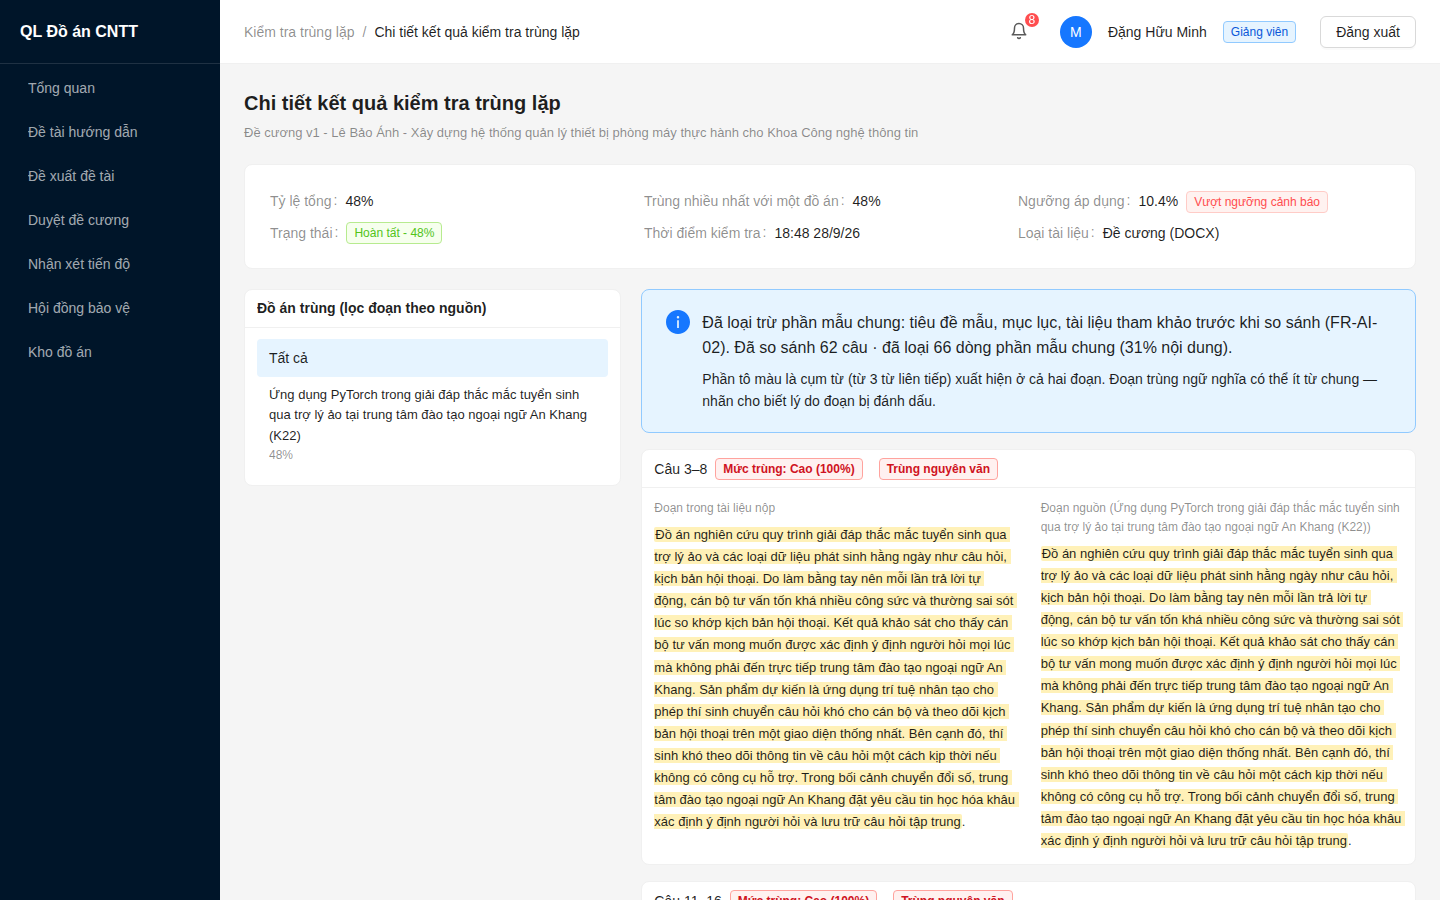 QL Đồ án CNTT
Tổng quan
Đề tài hướng dẫn
Đề xuất đề tài
Duyệt đề cương
Nhận xét tiến độ
Hội đồng bảo vệ
Kho đồ án
Kiểm tra trùng lặp / Chi tiết kết quả kiểm tra trùng lặp
8
M
Đặng Hữu Minh
Giảng viên
Đăng xuất
Chi tiết kết quả kiểm tra trùng lặp
Đề cương v1 - Lê Bảo Ánh - Xây dựng hệ thống quản lý thiết bị phòng máy thực hành cho Khoa Công nghệ thông tin
Tỷ lệ tổng: 48%
Trùng nhiều nhất với một đồ án: 48%
Ngưỡng áp dụng: 10.4% Vượt ngưỡng cảnh báo
Trạng thái: Hoàn tất - 48%
Thời điểm kiểm tra: 18:48 28/9/26
Loại tài liệu: Đề cương (DOCX)
Đồ án trùng (lọc đoạn theo nguồn)
Tất cả
Ứng dụng PyTorch trong giải đáp thắc mắc tuyển sinh
qua trợ lý ảo tại trung tâm đào tạo ngoại ngữ An Khang
(K22)
48%
Đã loại trừ phần mẫu chung: tiêu đề mẫu, mục lục, tài liệu tham khảo trước khi so sánh (FR-AI-
02). Đã so sánh 62 câu · đã loại 66 dòng phần mẫu chung (31% nội dung).
Phần tô màu là cụm từ (từ 3 từ liên tiếp) xuất hiện ở cả hai đoạn. Đoạn trùng ngữ nghĩa có thể ít từ chung —
nhãn cho biết lý do đoạn bị đánh dấu.
Câu 3–8 Mức trùng: Cao (100%) Trùng nguyên văn
Đoạn trong tài liệu nộp
Đồ án nghiên cứu quy trình giải đáp thắc mắc tuyển sinh qua
trợ lý ảo và các loại dữ liệu phát sinh hằng ngày như câu hỏi,
kịch bản hội thoại. Do làm bằng tay nên mỗi lần trả lời tự
động, cán bộ tư vấn tốn khá nhiều công sức và thường sai sót
lúc so khớp kịch bản hội thoại. Kết quả khảo sát cho thấy cán
bộ tư vấn mong muốn được xác định ý định người hỏi mọi lúc
mà không phải đến trực tiếp trung tâm đào tạo ngoại ngữ An
Khang. Sản phẩm dự kiến là ứng dụng trí tuệ nhân tạo cho
phép thí sinh chuyển câu hỏi khó cho cán bộ và theo dõi kịch
bản hội thoại trên một giao diện thống nhất. Bên cạnh đó, thí
sinh khó theo dõi thông tin về câu hỏi một cách kịp thời nếu
không có công cụ hỗ trợ. Trong bối cảnh chuyển đổi số, trung
tâm đào tạo ngoại ngữ An Khang đặt yêu cầu tin học hóa khâu
xác định ý định người hỏi và lưu trữ câu hỏi tập trung.
Đoạn nguồn (Ứng dụng PyTorch trong giải đáp thắc mắc tuyển sinh
qua trợ lý ảo tại trung tâm đào tạo ngoại ngữ An Khang (K22))
Đồ án nghiên cứu quy trình giải đáp thắc mắc tuyển sinh qua
trợ lý ảo và các loại dữ liệu phát sinh hằng ngày như câu hỏi,
kịch bản hội thoại. Do làm bằng tay nên mỗi lần trả lời tự
động, cán bộ tư vấn tốn khá nhiều công sức và thường sai sót
lúc so khớp kịch bản hội thoại. Kết quả khảo sát cho thấy cán
bộ tư vấn mong muốn được xác định ý định người hỏi mọi lúc
mà không phải đến trực tiếp trung tâm đào tạo ngoại ngữ An
Khang. Sản phẩm dự kiến là ứng dụng trí tuệ nhân tạo cho
phép thí sinh chuyển câu hỏi khó cho cán bộ và theo dõi kịch
bản hội thoại trên một giao diện thống nhất. Bên cạnh đó, thí
sinh khó theo dõi thông tin về câu hỏi một cách kịp thời nếu
không có công cụ hỗ trợ. Trong bối cảnh chuyển đổi số, trung
tâm đào tạo ngoại ngữ An Khang đặt yêu cầu tin học hóa khâu
xác định ý định người hỏi và lưu trữ câu hỏi tập trung.
Câu 11–16 Mức trùng: Cao (100%) Trùng nguyên văn